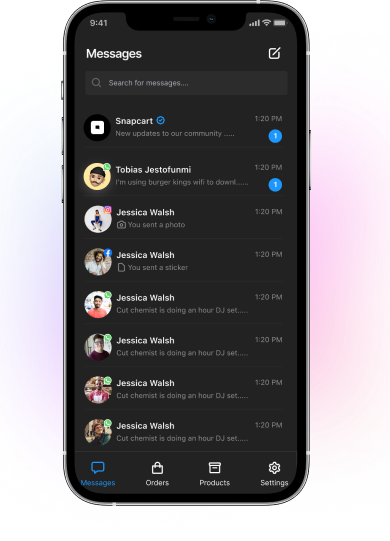 9:41
Messages
Search for messages....
Snapcart 1:20 PM
New updates to our community ..... 1
Tobias Jestofunmi 1:20 PM
I'm using burger kings wifi to downl...... 1
Jessica Walsh 1:20 PM
You sent a photo
Jessica Walsh 1:20 PM
You sent a sticker
Jessica Walsh 1:20 PM
Cut chemist is doing an hour DJ set.....
Jessica Walsh 1:20 PM
Cut chemist is doing an hour DJ set.....
Jessica Walsh 1:20 PM
Cut chemist is doing an hour DJ set.....
Jessica Walsh 1:20 PM
Cut chemist is doing an hour DJ set.....
Messages Orders Products Settings